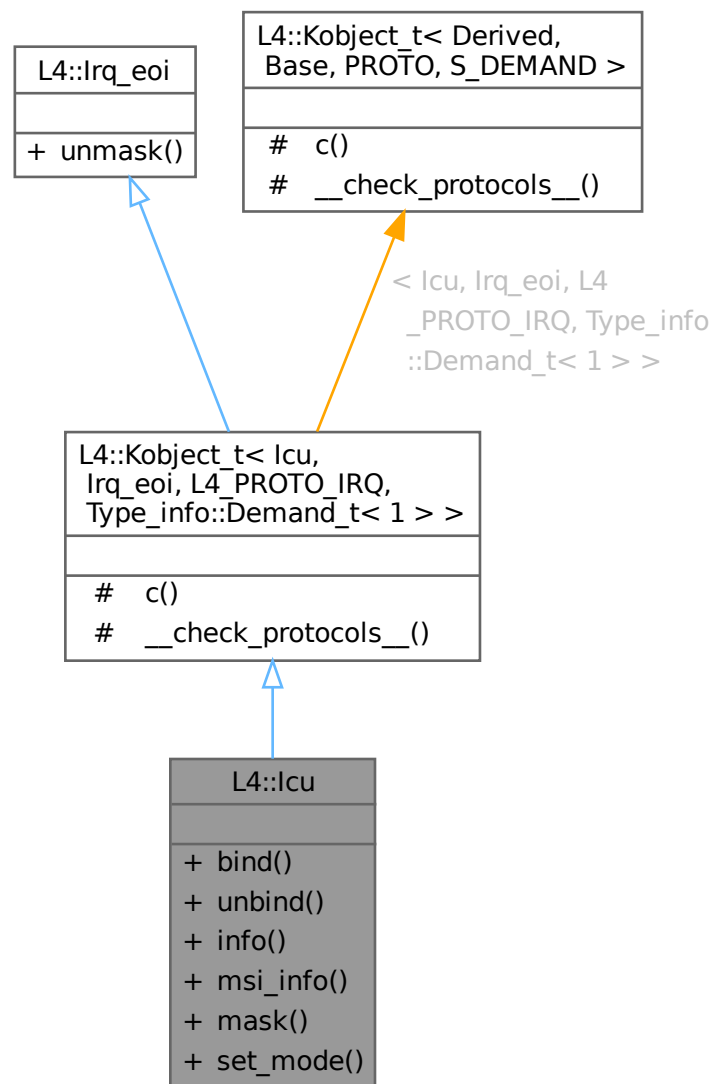 L4::Irq_eoi
+ unmask()
L4::Kobject_t< Derived,
Base, PROTO, S_DEMAND >
# c()
# __check_protocols__()
< Icu, Irq_eoi, L4
_PROTO_IRQ, Type_info
::Demand_t< 1 > >
L4::Kobject_t< Icu,
Irq_eoi, L4_PROTO_IRQ,
Type_info::Demand_t< 1 > >
# c()
# __check_protocols__()
L4::Icu
+ bind()
+ unbind()
+ info()
+ msi_info()
+ mask()
+ set_mode()